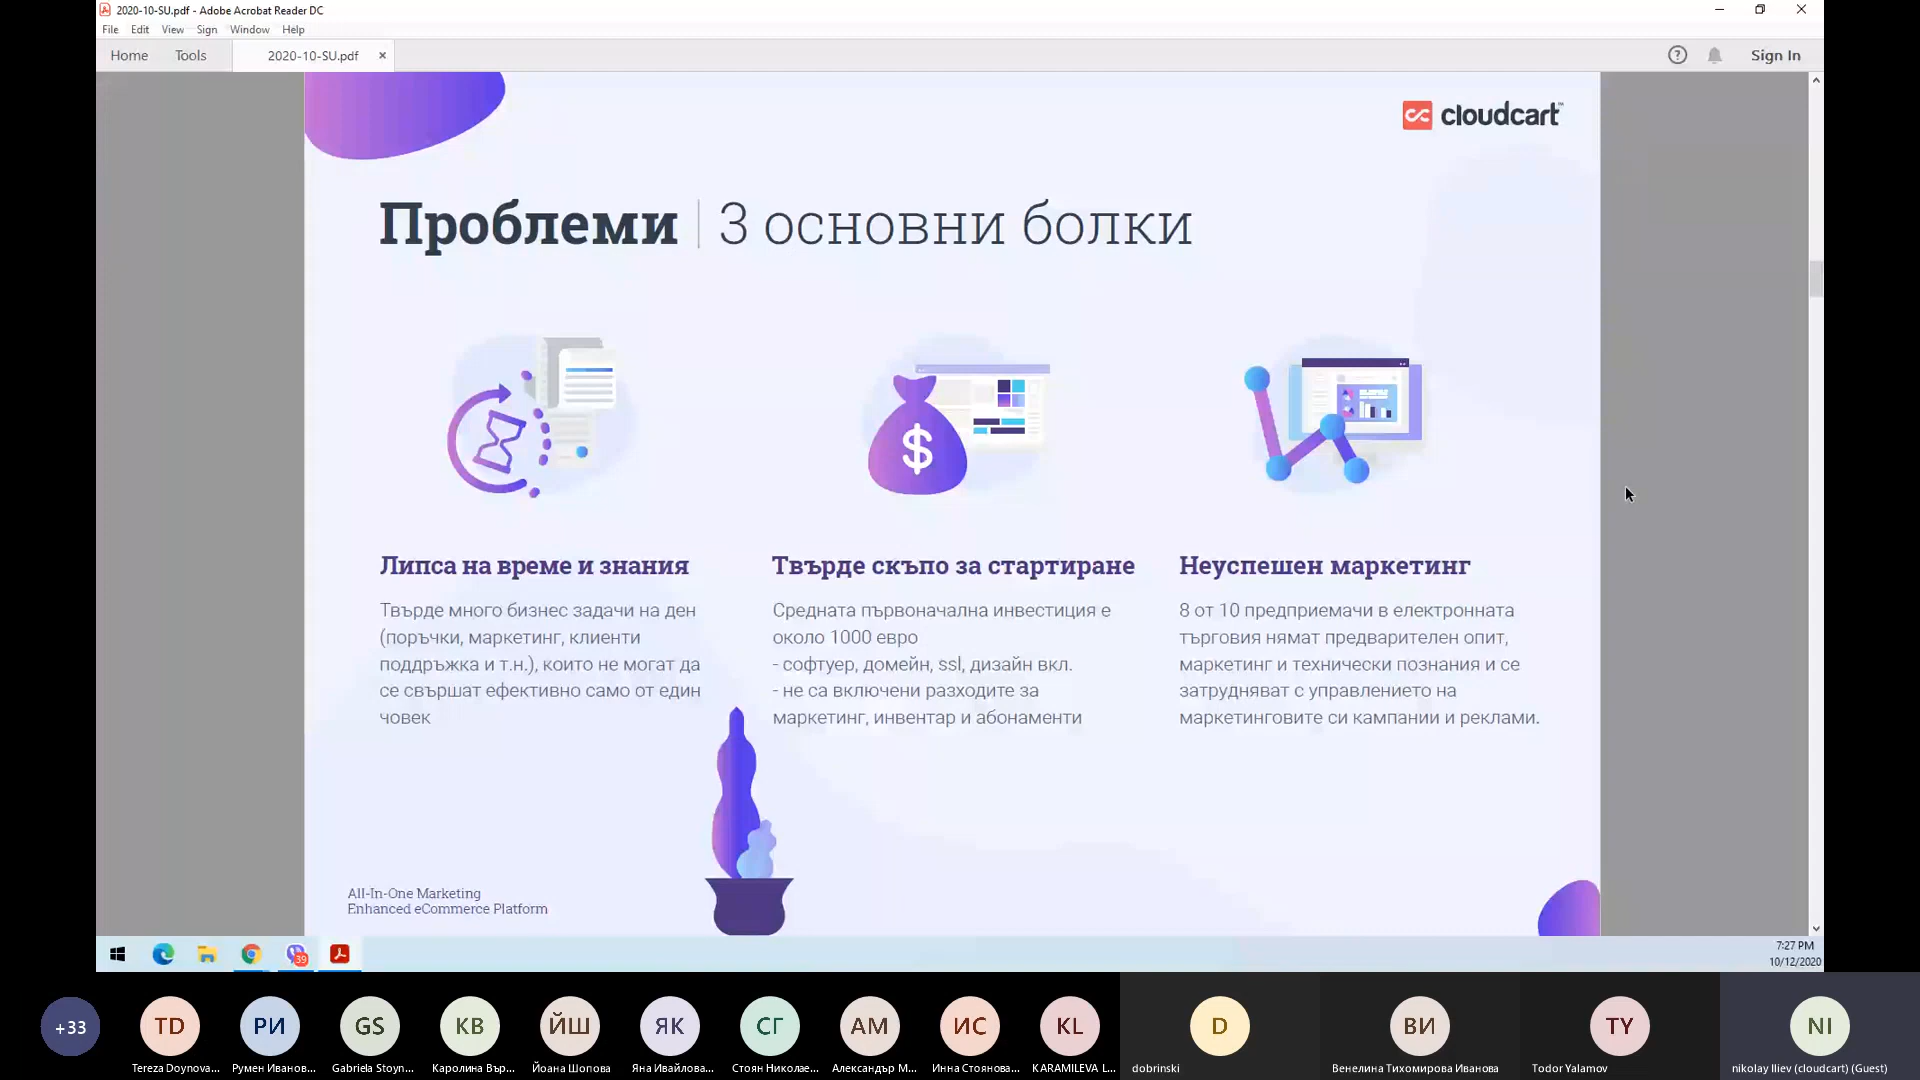 2020-10-SU.pdf - Adobe Acrobat Reader DC
File Edit View Sign Window Help
Home Tools 2020-10-SU.pdf × Sign In
cloudcart™
Проблеми | 3 основни болки
Липса на време и знания
Твърде много бизнес задачи на ден
(поръчки, маркетинг, клиенти
поддръжка и т.н.), които не могат да
се свършат ефективно само от един
човек
Твърде скъпо за стартиране
Средната първоначална инвестиция е
около 1000 евро
- софтуер, домейн, ssl, дизайн вкл.
- не са включени разходите за
маркетинг, инвентар и абонаменти
Неуспешен маркетинг
8 от 10 предприемачи в електронната
търговия нямат предварителен опит,
маркетинг и технически познания и се
затрудняват с управлението на
маркетинговите си кампании и реклами.
All-In-One Marketing
Enhanced eCommerce Platform
39
7:27 PM
10/12/2020
+33 TD РИ GS КВ ЙШ ЯК СГ АМ ИС KL D ВИ TY NI
Tereza Doynova... Румен Иванов... Gabriela Stoyn... Каролина Вър... Йоана Шопова Яна Ивайлова... Стоян Николае... Александър М... Инна Стоянова... KARAMILEVA L... dobrinski Венелина Тихомирова Иванова Todor Yalamov nikolay Iliev (cloudcart) (Guest)